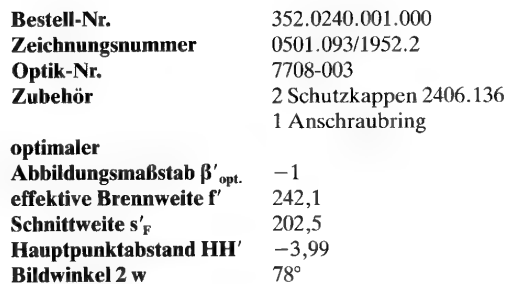 Bestell-Nr. 352.0240.001.000
Zeichnungsnummer 0501.093/1952.2
Optik-Nr. 7708-003
Zubehör 2 Schutzkappen 2406.136
1 Anschraubring
optimaler
Abbildungsmaßstab β′opt. −1
effektive Brennweite f′ 242,1
Schnittweite s′F 202,5
Hauptpunktabstand HH′ −3,99
Bildwinkel 2 w 78°